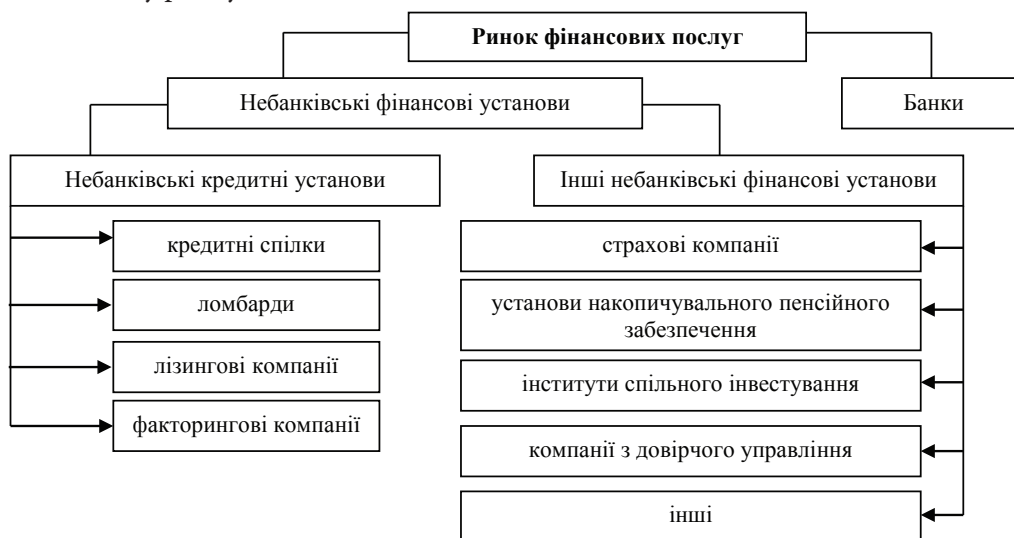 Ринок фінансових послуг
Небанківські фінансові установи
Банки
Небанківські кредитні установи
Інші небанківські фінансові установи
кредитні спілки
ломбарди
лізингові компанії
факторингові компанії
страхові компанії
установи накопичувального пенсійного
забезпечення
інститути спільного інвестування
компанії з довірчого управління
інші